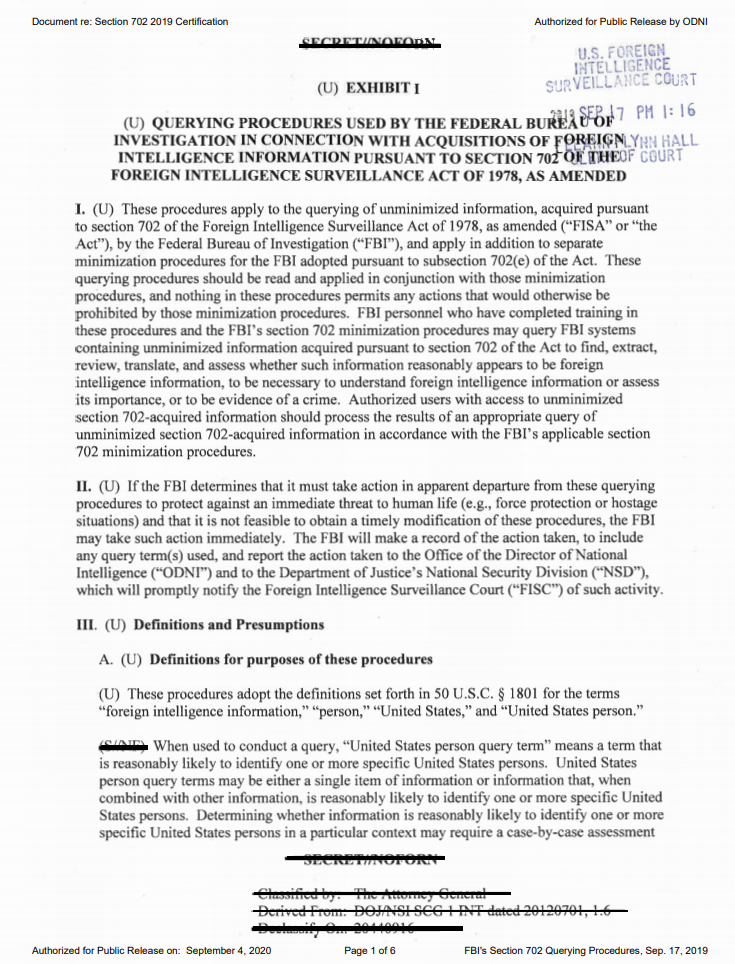 Document re: Section 702 2019 Certification
Authorized for Public Release by ODNI
SECRET//NOFORN
U.S. FOREIGN
INTELLIGENCE
SURVEILLANCE COURT
SEP 17 PM 1:16
HALL
OF COURT
(U) EXHIBIT I
(U) QUERYING PROCEDURES USED BY THE FEDERAL BUREAU OF
INVESTIGATION IN CONNECTION WITH ACQUISITIONS OF FOREIGN
INTELLIGENCE INFORMATION PURSUANT TO SECTION 702 OF THE
FOREIGN INTELLIGENCE SURVEILLANCE ACT OF 1978, AS AMENDED
I. (U) These procedures apply to the querying of unminimized information, acquired pursuant
to section 702 of the Foreign Intelligence Surveillance Act of 1978, as amended (“FISA” or “the
Act”), by the Federal Bureau of Investigation (“FBI”), and apply in addition to separate
minimization procedures for the FBI adopted pursuant to subsection 702(e) of the Act. These
querying procedures should be read and applied in conjunction with those minimization
procedures, and nothing in these procedures permits any actions that would otherwise be
prohibited by those minimization procedures. FBI personnel who have completed training in
these procedures and the FBI’s section 702 minimization procedures may query FBI systems
containing unminimized information acquired pursuant to section 702 of the Act to find, extract,
review, translate, and assess whether such information reasonably appears to be foreign
intelligence information, to be necessary to understand foreign intelligence information or assess
its importance, or to be evidence of a crime. Authorized users with access to unminimized
section 702-acquired information should process the results of an appropriate query of
unminimized section 702-acquired information in accordance with the FBI’s applicable section
702 minimization procedures.
II. (U) If the FBI determines that it must take action in apparent departure from these querying
procedures to protect against an immediate threat to human life (e.g., force protection or hostage
situations) and that it is not feasible to obtain a timely modification of these procedures, the FBI
may take such action immediately. The FBI will make a record of the action taken, to include
any query term(s) used, and report the action taken to the Office of the Director of National
Intelligence (“ODNI”) and to the Department of Justice’s National Security Division (“NSD”),
which will promptly notify the Foreign Intelligence Surveillance Court (“FISC”) of such activity.
III. (U) Definitions and Presumptions
A. (U) Definitions for purposes of these procedures
(U) These procedures adopt the definitions set forth in 50 U.S.C. § 1801 for the terms
“foreign intelligence information,” “person,” “United States,” and “United States person.”
(S//NF) When used to conduct a query, “United States person query term” means a term that
is reasonably likely to identify one or more specific United States persons. United States
person query terms may be either a single item of information or information that, when
combined with other information, is reasonably likely to identify one or more specific United
States persons. Determining whether information is reasonably likely to identify one or more
specific United States persons in a particular context may require a case-by-case assessment
SECRET//NOFORN
Classified by: The Attorney General
Derived From: DOJ/NSI SCG-1 INT dated 20120701, 1.6
Declassify On: 20440916
Authorized for Public Release on: September 4, 2020
Page 1 of 6
FBI's Section 702 Querying Procedures, Sep. 17, 2019